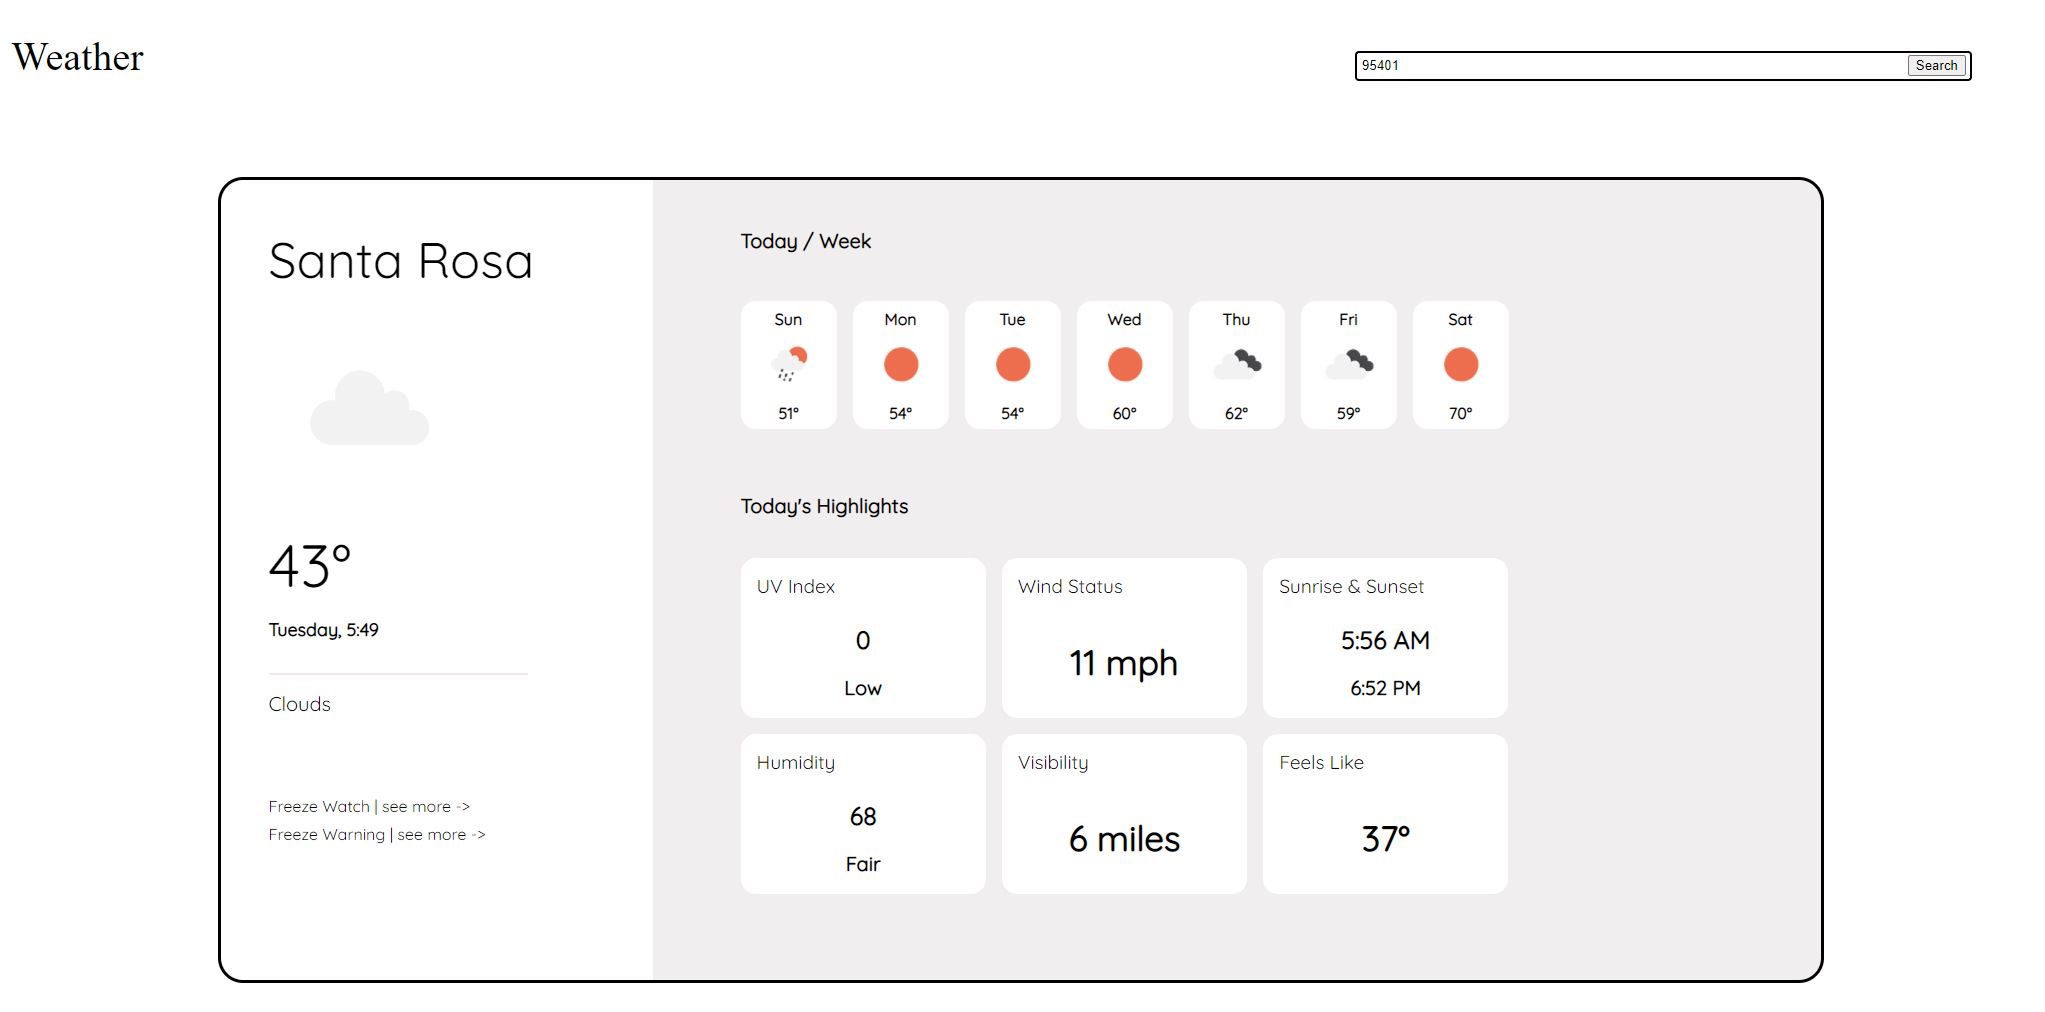 Weather
95401 Search
Santa Rosa
43°
Tuesday, 5:49
Clouds
Freeze Watch | see more ->
Freeze Warning | see more ->
Today / Week
Sun Mon Tue Wed Thu Fri Sat
51° 54° 54° 60° 62° 59° 70°
Today's Highlights
UV Index
0
Low
Wind Status
11 mph
Sunrise & Sunset
5:56 AM
6:52 PM
Humidity
68
Fair
Visibility
6 miles
Feels Like
37°